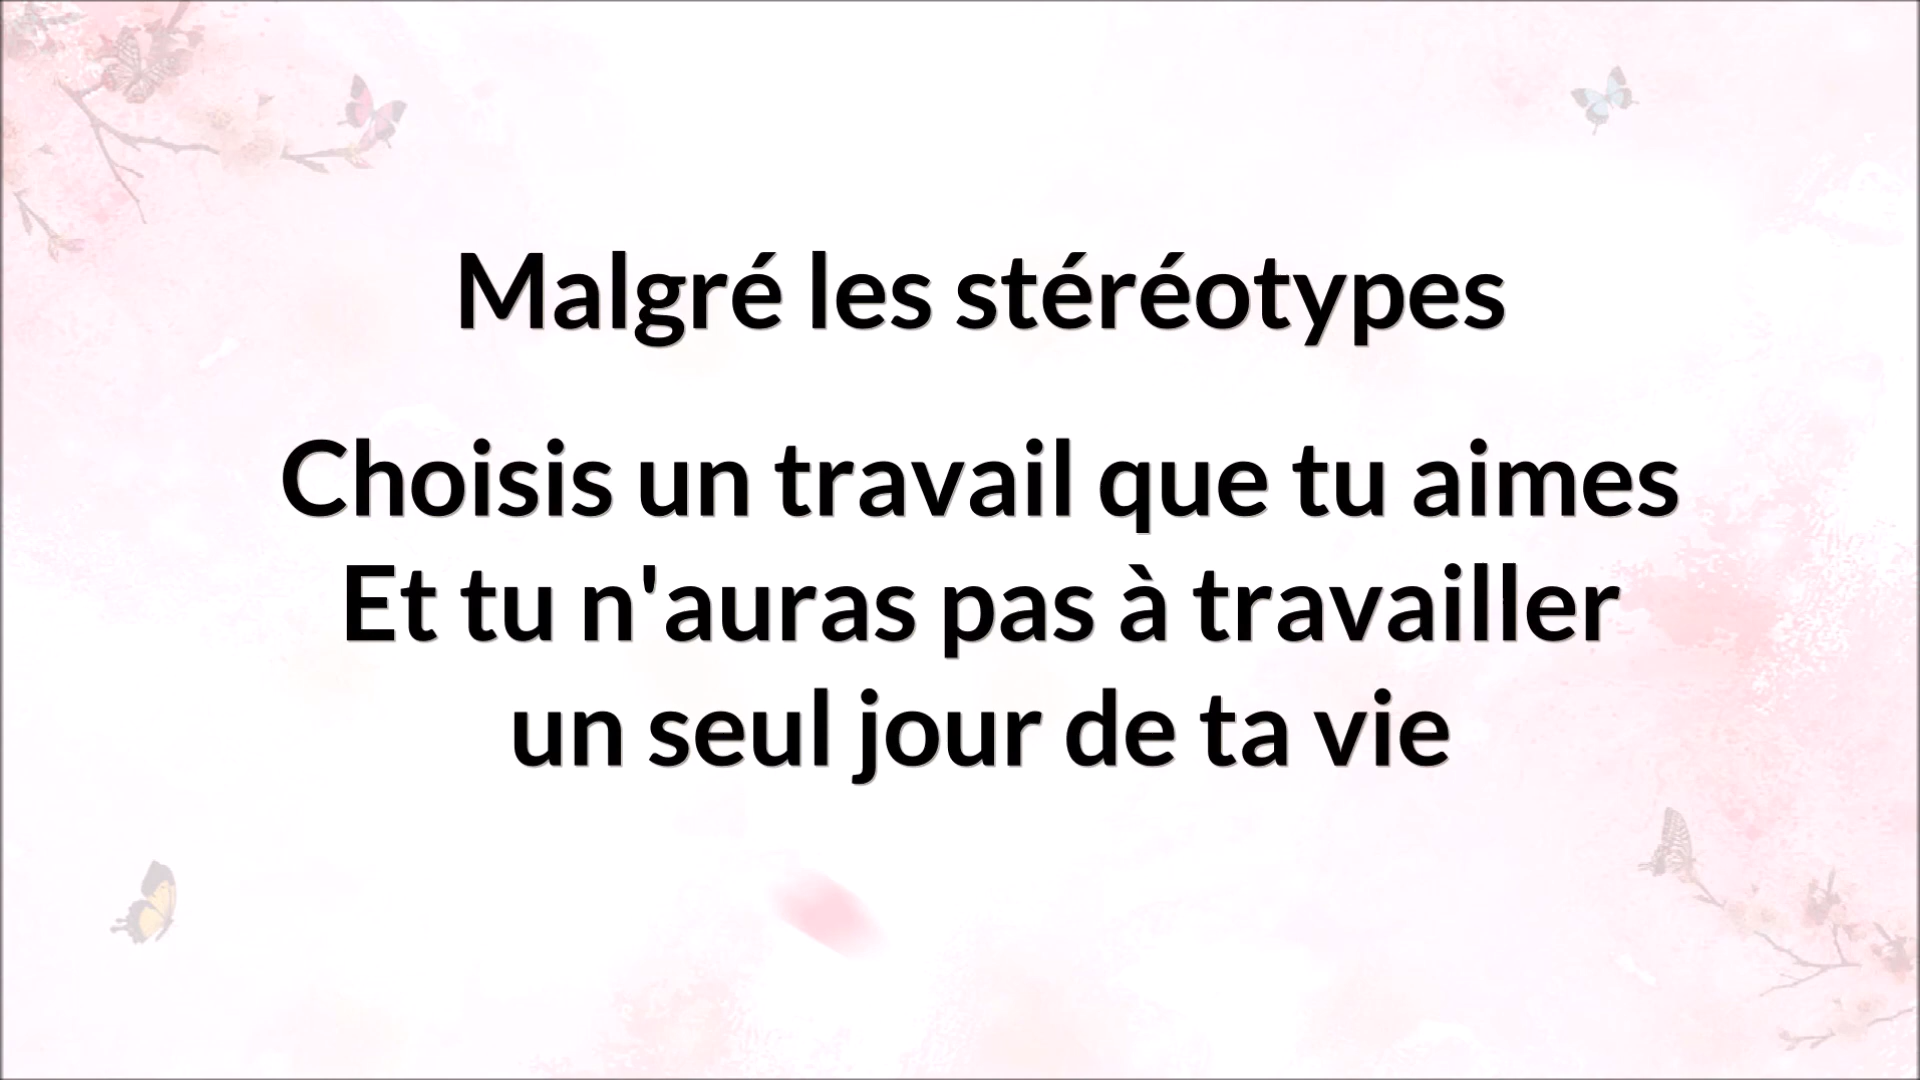 Malgré les stéréotypes
Choisis un travail que tu aimes
Et tu n'auras pas à travailler
un seul jour de ta vie